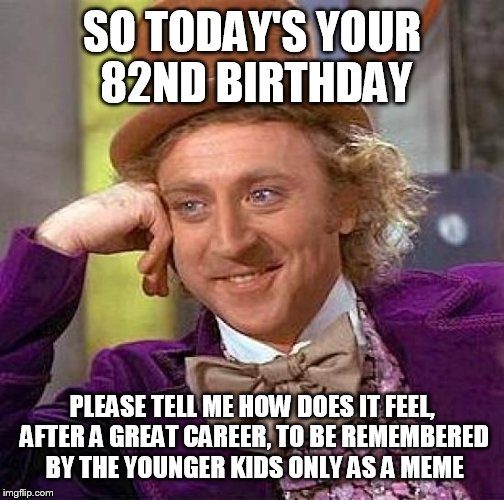 SO TODAY'S YOUR
82ND BIRTHDAY
PLEASE TELL ME HOW DOES IT FEEL,
AFTER A GREAT CAREER, TO BE REMEMBERED
BY THE YOUNGER KIDS ONLY AS A MEME
imgflip.com